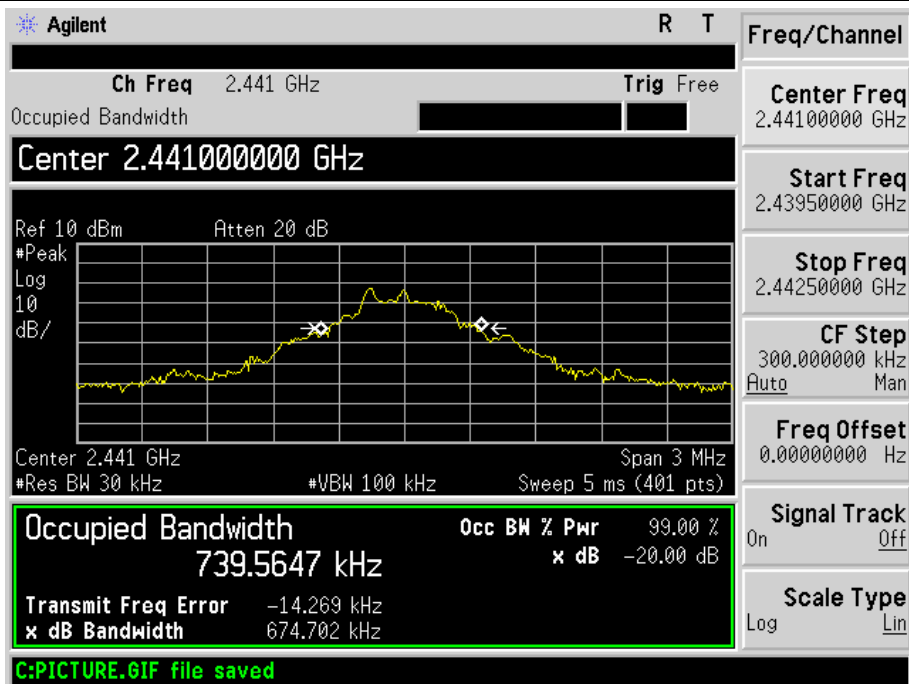 Agilent R T
Ch Freq 2.441 GHz Trig Free
Occupied Bandwidth
Center 2.441000000 GHz
Ref 10 dBm Atten 20 dB
#Peak
Log
10
dB/
Center 2.441 GHz Span 3 MHz
#Res BW 30 kHz #VBW 100 kHz Sweep 5 ms (401 pts)
Occupied Bandwidth Occ BW % Pwr 99.00 %
739.5647 kHz x dB -20.00 dB
Transmit Freq Error -14.269 kHz
x dB Bandwidth 674.702 kHz
C:PICTURE.GIF file saved
Freq/Channel
Center Freq
2.44100000 GHz
Start Freq
2.43950000 GHz
Stop Freq
2.44250000 GHz
CF Step
300.000000 kHz
Auto Man
Freq Offset
0.00000000 Hz
Signal Track
On Off
Scale Type
Log Lin